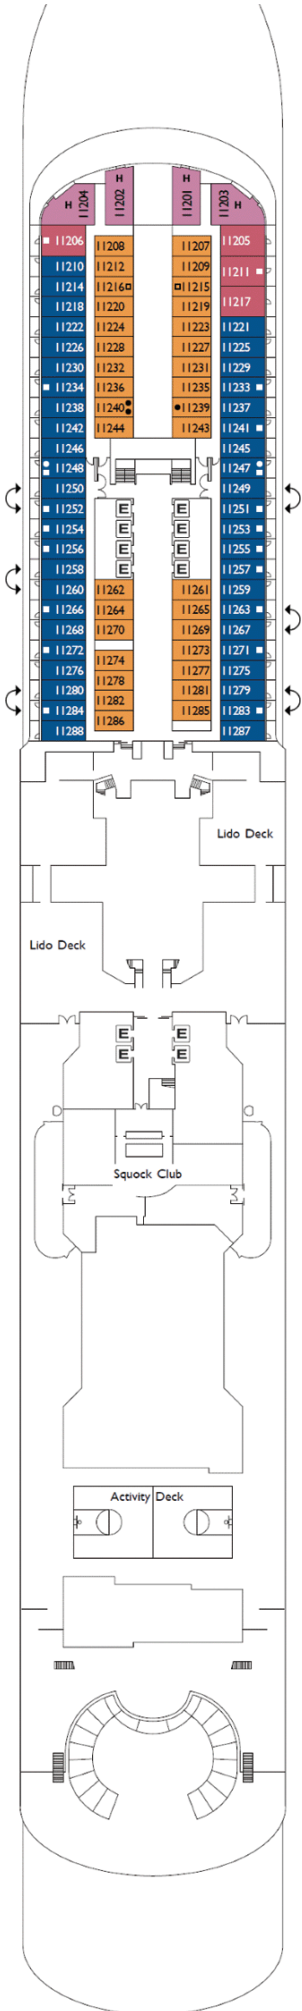 H H
11202 11201
H H
11204 11203
11206 11208 11207 11205
11210 11212 11209 11211
11214 11216 11215
11218 11220 11219 11217
11222 11224 11223 11221
11226 11228 11227 11225
11230 11232 11231 11229
11234 11236 11235 11233
11238 11240 11239 11237
11242 11244 11243 11241
11246 11245
11248 11247
11250 11249
11252 E E 11251
11254 E E 11253
11256 E E 11255
11258 E E 11257
11260 11262 11261 11259
11266 11264 11265 11263
11268 11270 11269 11267
11272 11273 11271
11276 11274 11277 11275
11280 11278 11281 11279
11284 11282 11285 11283
11288 11286 11287
Lido Deck
Lido Deck
E E
E E
Squock Club
Activity Deck